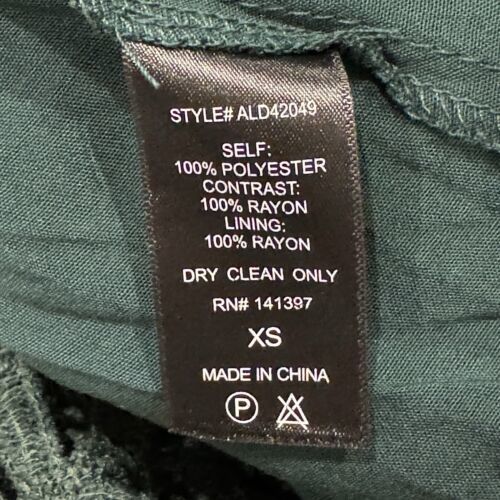 STYLE# ALD42049
SELF:
100% POLYESTER
CONTRAST:
100% RAYON
LINING:
100% RAYON
DRY CLEAN ONLY
RN# 141397
XS
MADE IN CHINA
P